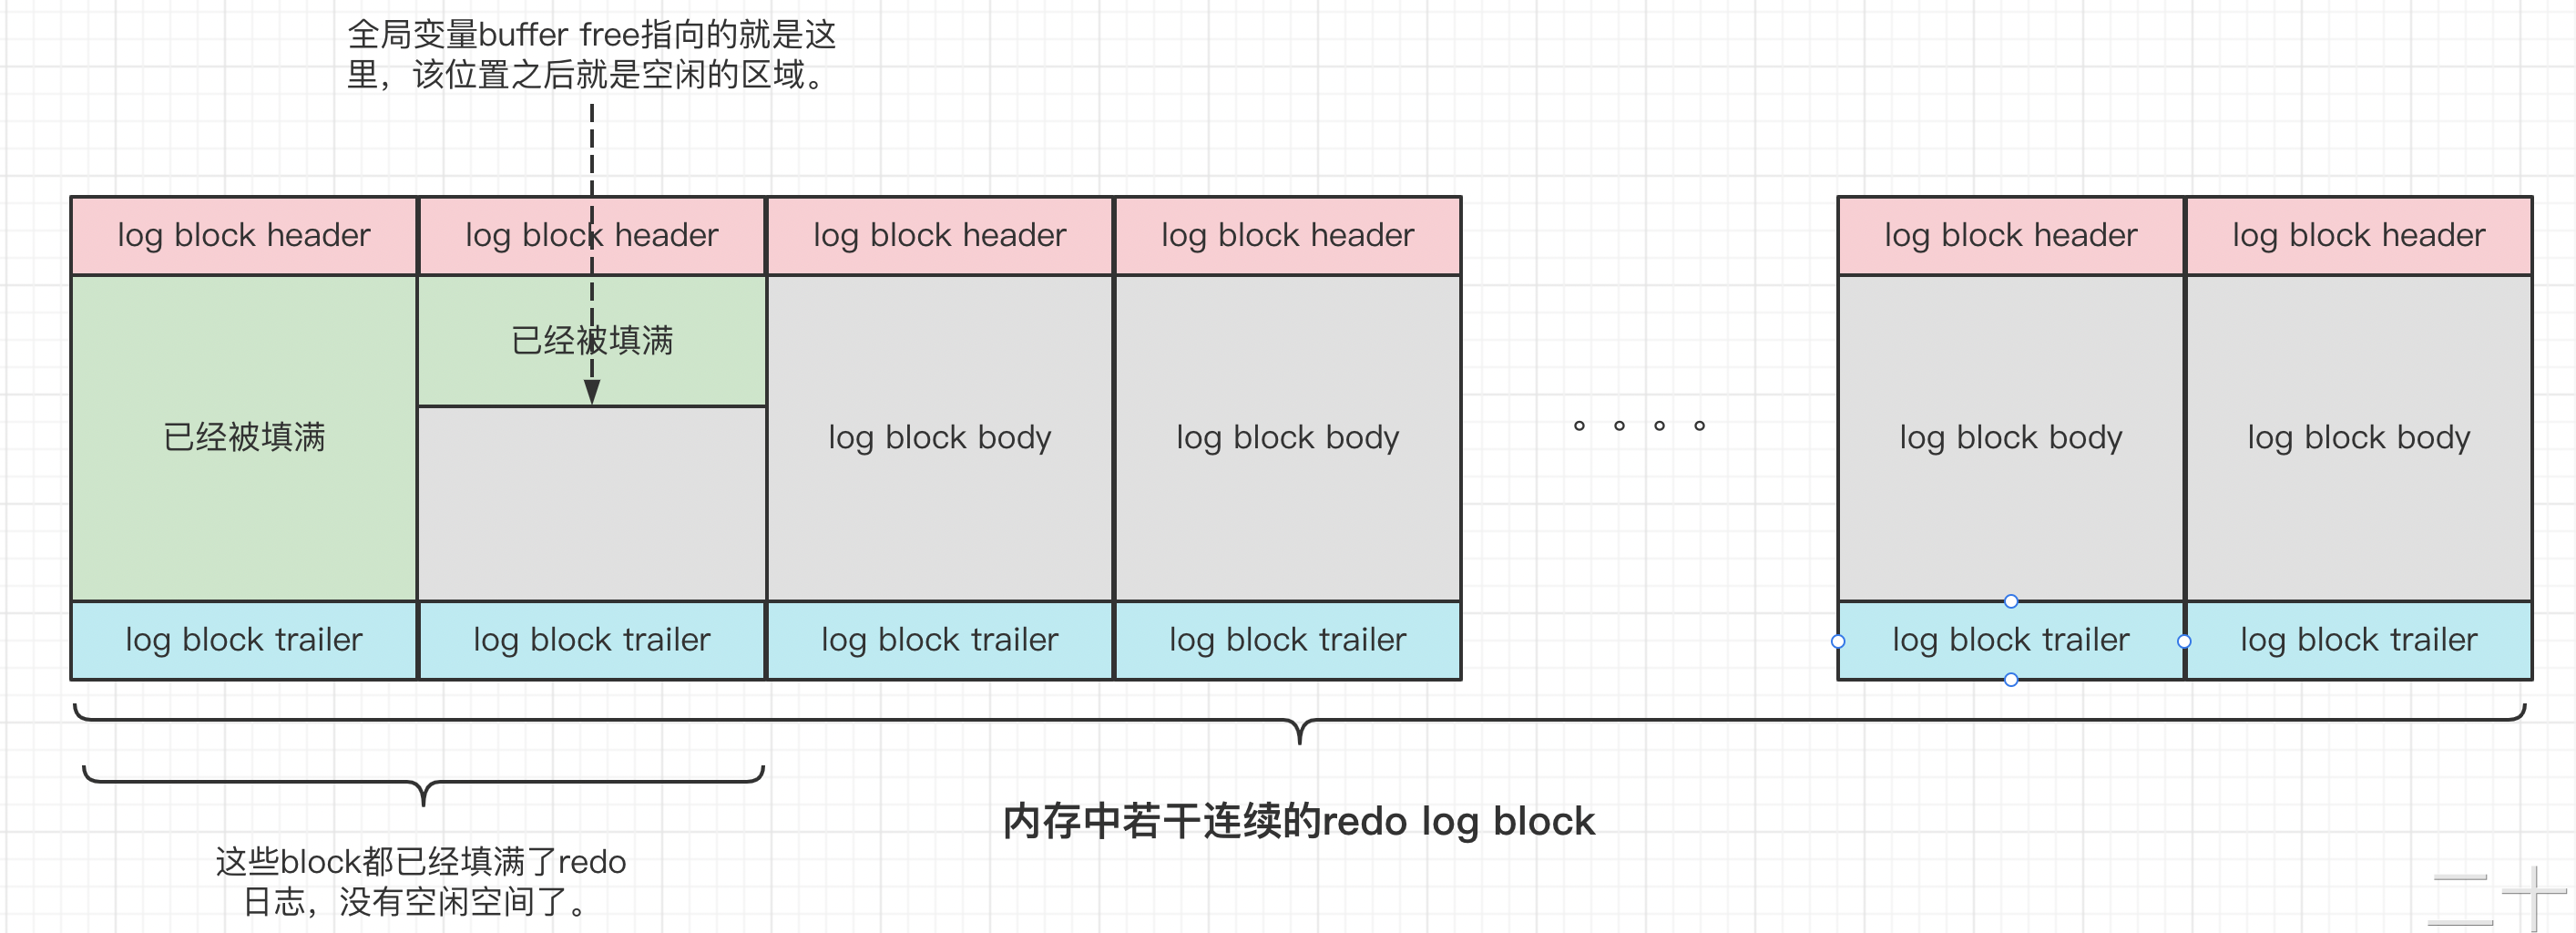 全局变量buffer free指向的就是这
里，该位置之后就是空闲的区域。
log block header
log block header
log block header
log block header
log block header
log block header
已经被填满
已经被填满
log block body
log block body
。。。。
log block body
log block body
log block trailer
log block trailer
log block trailer
log block trailer
log block trailer
log block trailer
内存中若干连续的redo log block
这些block都已经填满了redo
日志，没有空闲空间了。
二十